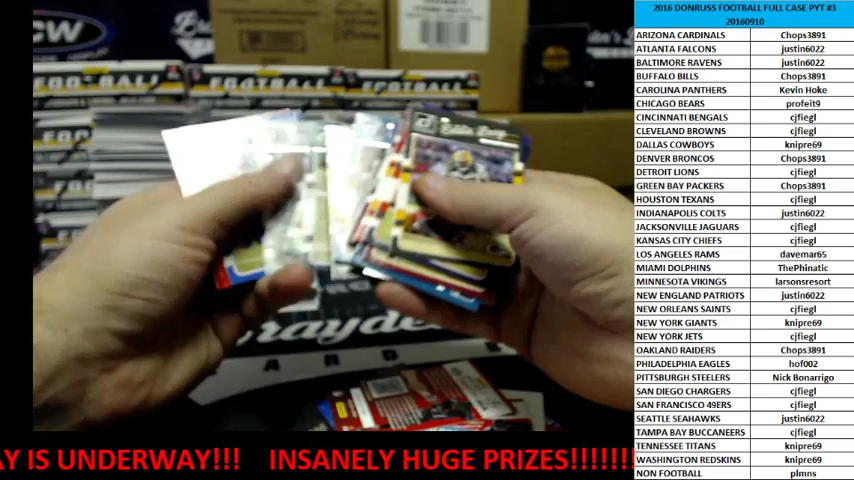 2016 DONRUSS FOOTBALL FULL CASE PYT #3
20160910
ARIZONA CARDINALS Chops3891
ATLANTA FALCONS justin6022
BALTIMORE RAVENS justin6022
BUFFALO BILLS Chops3891
CAROLINA PANTHERS Kevin Hoke
CHICAGO BEARS profeit9
CINCINNATI BENGALS cjfiegl
CLEVELAND BROWNS cjfiegl
DALLAS COWBOYS knipre69
DENVER BRONCOS Chops3891
DETROIT LIONS cjfiegl
GREEN BAY PACKERS Chops3891
HOUSTON TEXANS cjfiegl
INDIANAPOLIS COLTS justin6022
JACKSONVILLE JAGUARS cjfiegl
KANSAS CITY CHIEFS cjfiegl
LOS ANGELES RAMS davemar65
MIAMI DOLPHINS ThePhinatic
MINNESOTA VIKINGS larsonsresort
NEW ENGLAND PATRIOTS justin6022
NEW ORLEANS SAINTS cjfiegl
NEW YORK GIANTS knipre69
NEW YORK JETS cjfiegl
OAKLAND RAIDERS Chops3891
PHILADELPHIA EAGLES hof002
PITTSBURGH STEELERS Nick Bonarrigo
SAN DIEGO CHARGERS cjfiegl
SAN FRANCISCO 49ERS cjfiegl
SEATTLE SEAHAWKS justin6022
TAMPA BAY BUCCANEERS cjfiegl
TENNESSEE TITANS knipre69
WASHINGTON REDSKINS knipre69
NON FOOTBALL plmns
FOOTBALL FOOTBALL FOOTBALL
Eddie Lacy
AY IS UNDERWAY!!! INSANELY HUGE PRIZES!!!!!!!